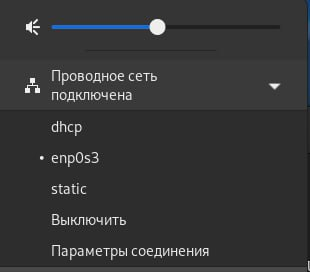 Проводное сеть
подключена
dhcp
• enp0s3
static
Выключить
Параметры соединения